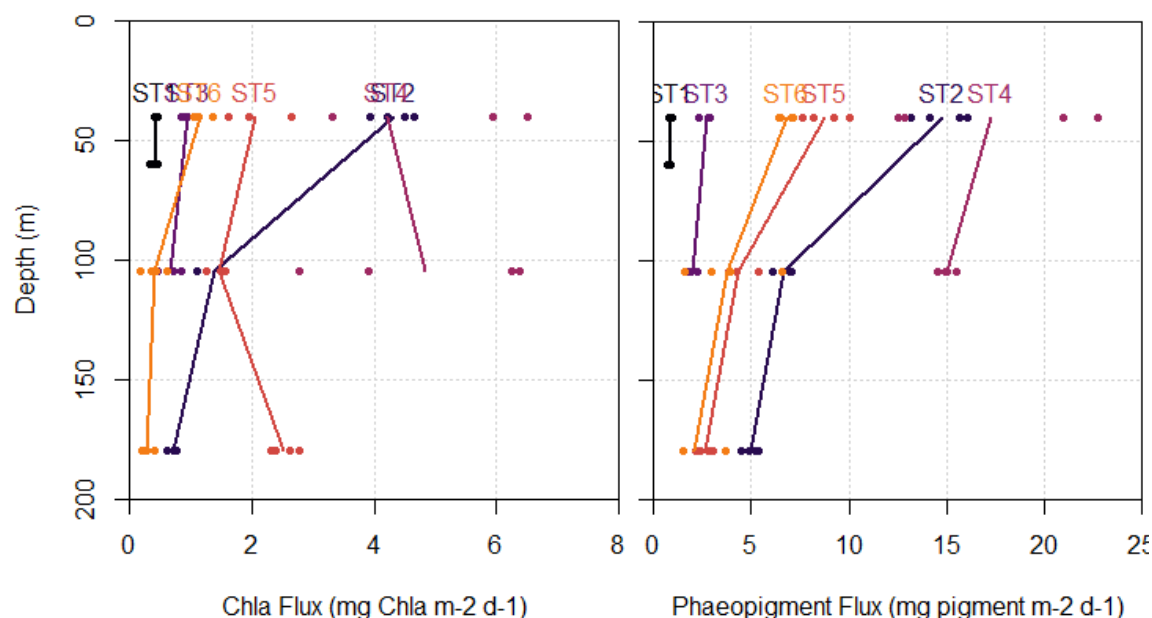 ST1 ST3 ST6 ST5 ST4 ST2
ST1 ST3 ST6 ST5 ST2 ST4
Depth (m)
0
50
100
150
200
0 2 4 6 8
0 5 10 15 20 25
Chla Flux (mg Chla m-2 d-1)
Phaeopigment Flux (mg pigment m-2 d-1)